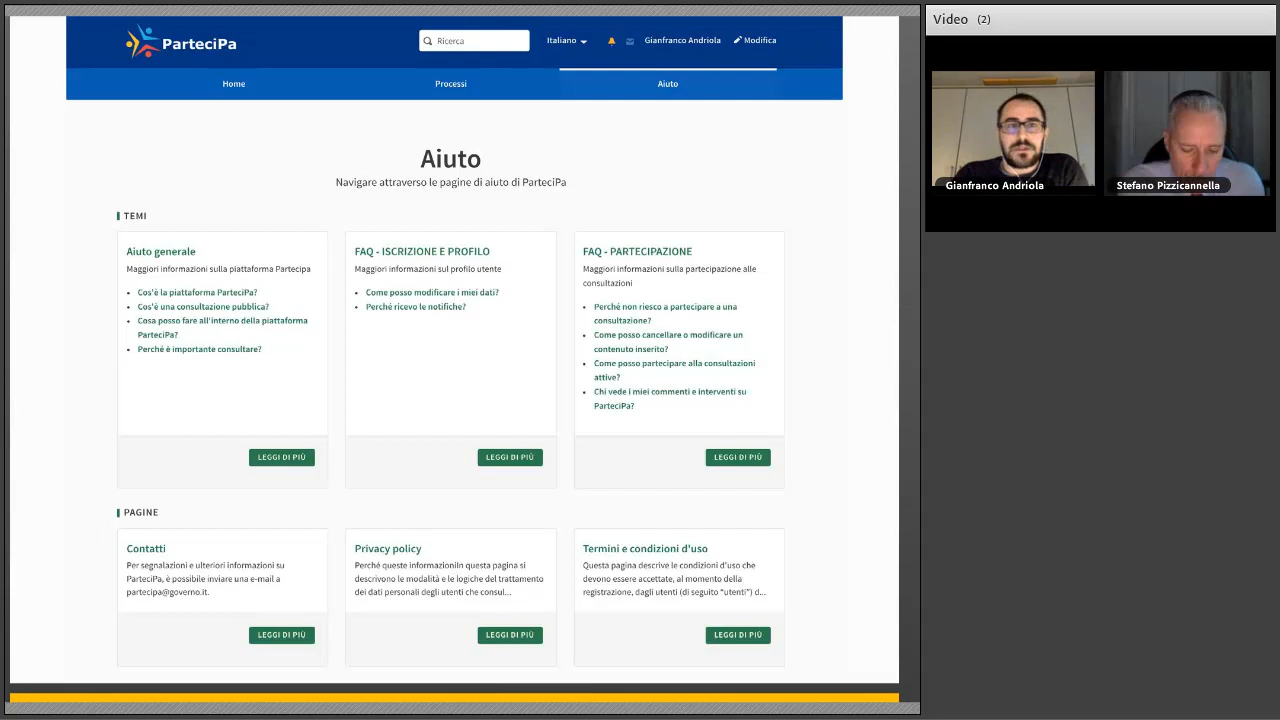 ParteciPa
Ricerca
Italiano
Gianfranco Andriola
Modifica
Home
Processi
Aiuto
Aiuto
Navigare attraverso le pagine di aiuto di ParteciPa
TEMI
Aiuto generale
Maggiori informazioni sulla piattaforma Partecipa
• Cos'è la piattaforma ParteciPa?
• Cos'è una consultazione pubblica?
• Cosa posso fare all'interno della piattaforma
ParteciPa?
• Perché è importante consultare?
LEGGI DI PIÙ
FAQ - ISCRIZIONE E PROFILO
Maggiori informazioni sul profilo utente
• Come posso modificare i miei dati?
• Perché ricevo le notifiche?
LEGGI DI PIÙ
FAQ - PARTECIPAZIONE
Maggiori informazioni sulla partecipazione alle
consultazioni
• Perché non riesco a partecipare a una
consultazione?
• Come posso cancellare o modificare un
contenuto inserito?
• Come posso partecipare alla consultazioni
attive?
• Chi vede i miei commenti e interventi su
ParteciPa?
LEGGI DI PIÙ
PAGINE
Contatti
Per segnalazioni e ulteriori informazioni su
ParteciPa, è possibile inviare una e-mail a
partecipa@governo.it.
LEGGI DI PIÙ
Privacy policy
Perché queste informazioniIn questa pagina si
descrivono le modalità e le logiche del trattamento
dei dati personali degli utenti che consul...
LEGGI DI PIÙ
Termini e condizioni d'uso
Questa pagina descrive le condizioni d'uso che
devono essere accettate, al momento della
registrazione, dagli utenti (di seguito “utenti”) d...
LEGGI DI PIÙ
Video (2)
Gianfranco Andriola
Stefano Pizzicannella